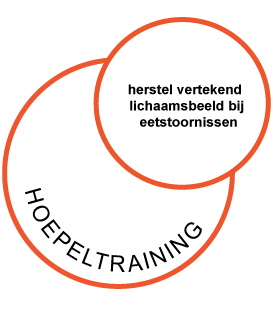 herstel vertekend
lichaamsbeeld bij
eetstoornissen
HOEPELTRAINING